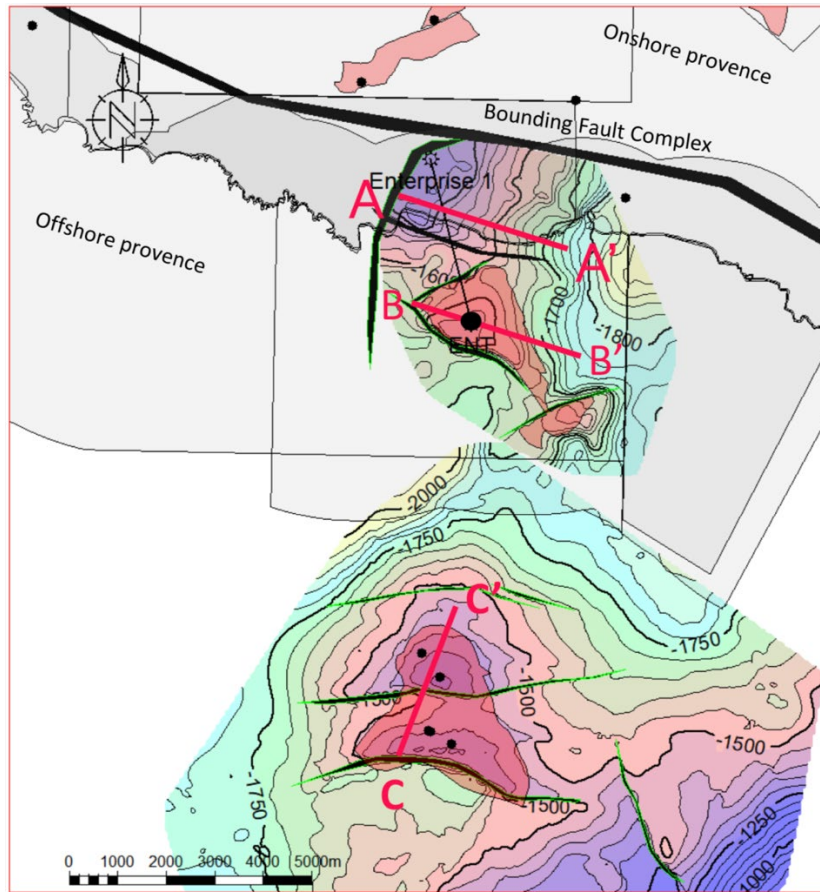 Onshore provence
Bounding Fault Complex
N
Enterprise 1
A
Offshore provence
A'
-1600
-1700
B
-1800
ENT
B'
-2000
-1750
C'
-1750
-1500
-1500
-1500
-1750
C
-1500
-1250
0 1000 2000 3000 4000 5000m